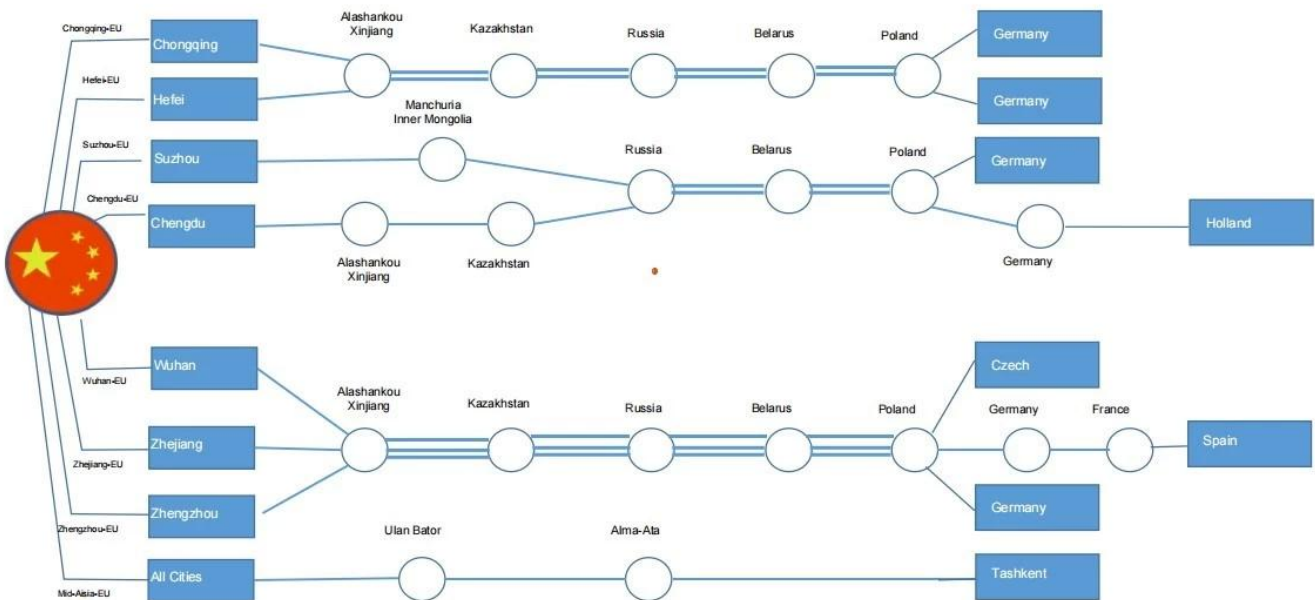 Chongqing-EU
Chongqing
Alashankou
Xinjiang
Kazakhstan
Russia
Belarus
Poland
Germany
Hefei-EU
Hefei
Germany
Manchuria
Inner Mongolia
Suzhou-EU
Suzhou
Russia
Belarus
Poland
Germany
Chengdu-EU
Chengdu
Alashankou
Xinjiang
Kazakhstan
Germany
Holland
Wuhan-EU
Wuhan
Alashankou
Xinjiang
Kazakhstan
Russia
Belarus
Poland
Czech
Germany
France
Zhejiang-EU
Zhejiang
Spain
Zhengzhou-EU
Zhengzhou
Germany
Ulan Bator
Alma-Ata
Mid-Aisia-EU
All Cities
Tashkent